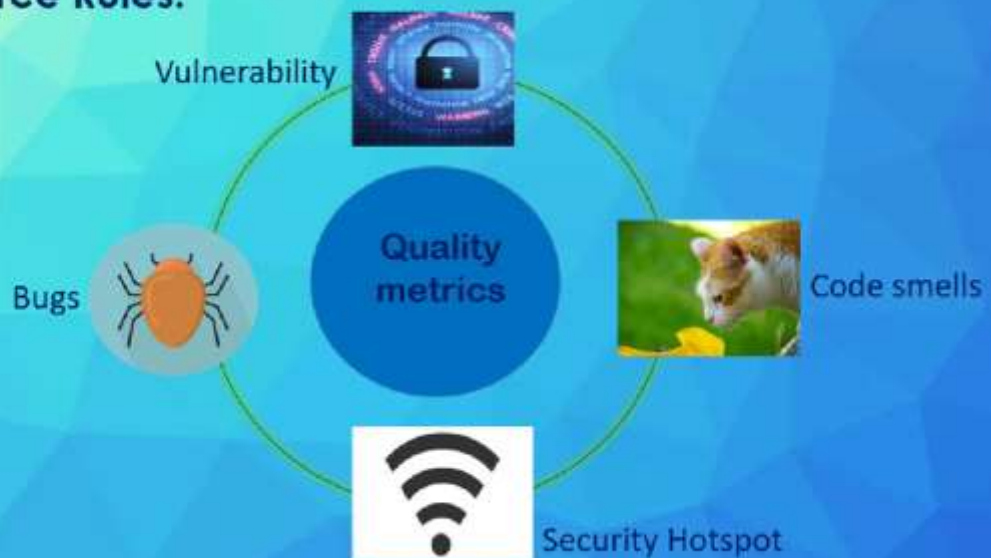 Vulnerability
Quality
metrics
Bugs
Code smells
Security Hotspot